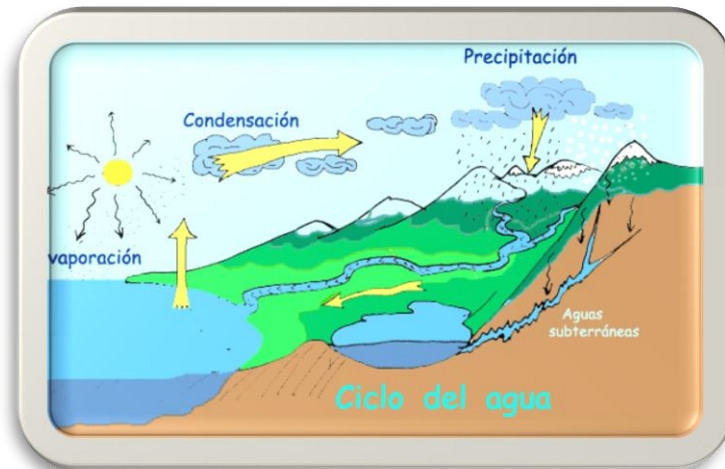 Precipitación
Condensación
vaporación
Aguas
subterráneas
Ciclo del agua